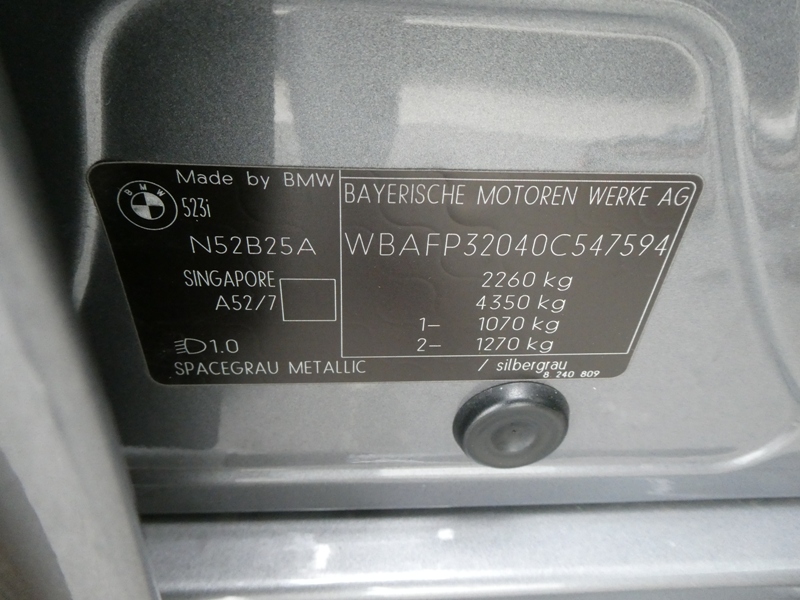 Made by BMW
BMW
523i
N52B25A
SINGAPORE
A52/7
1.0
SPACEGRAU METALLIC
BAYERISCHE MOTOREN WERKE AG
WBAFP32040C547594
2260 kg
4350 kg
1- 1070 kg
2- 1270 kg
/ silbergrau
8 240 809